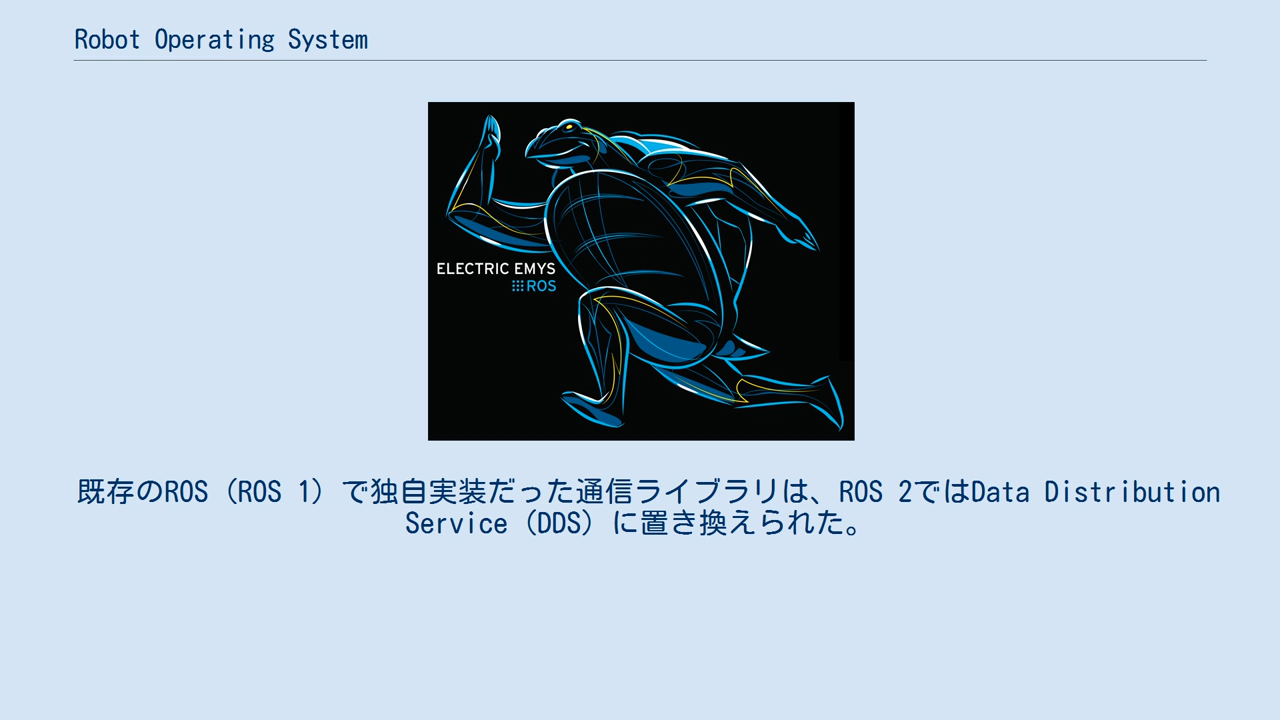 Robot Operating System
ELECTRIC EMYS
ROS
既存のROS（ROS 1）で独自実装だった通信ライブラリは、ROS 2ではData Distribution
Service（DDS）に置き換えられた。